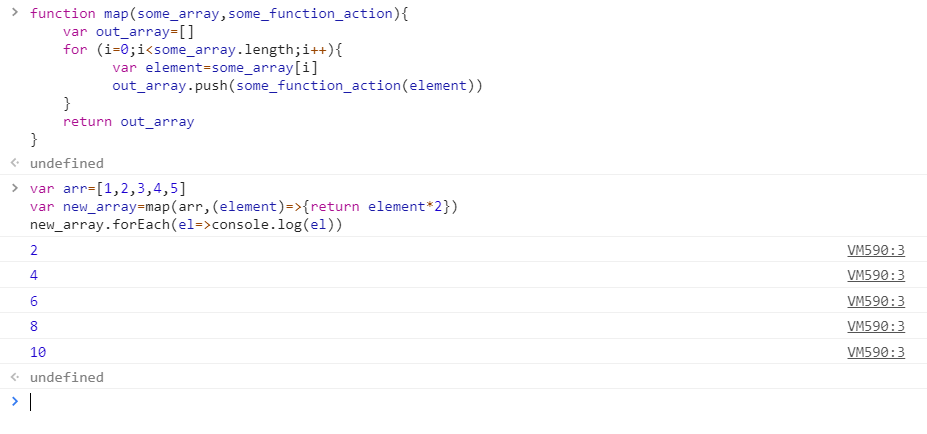 > function map(some_array,some_function_action){
var out_array=[]
for (i=0;i<some_array.length;i++){
var element=some_array[i]
out_array.push(some_function_action(element))
}
return out_array
}
undefined
> var arr=[1,2,3,4,5]
var new_array=map(arr,(element)=>{return element*2})
new_array.forEach(el=>console.log(el))
2 VM590:3
4 VM590:3
6 VM590:3
8 VM590:3
10 VM590:3
undefined
>